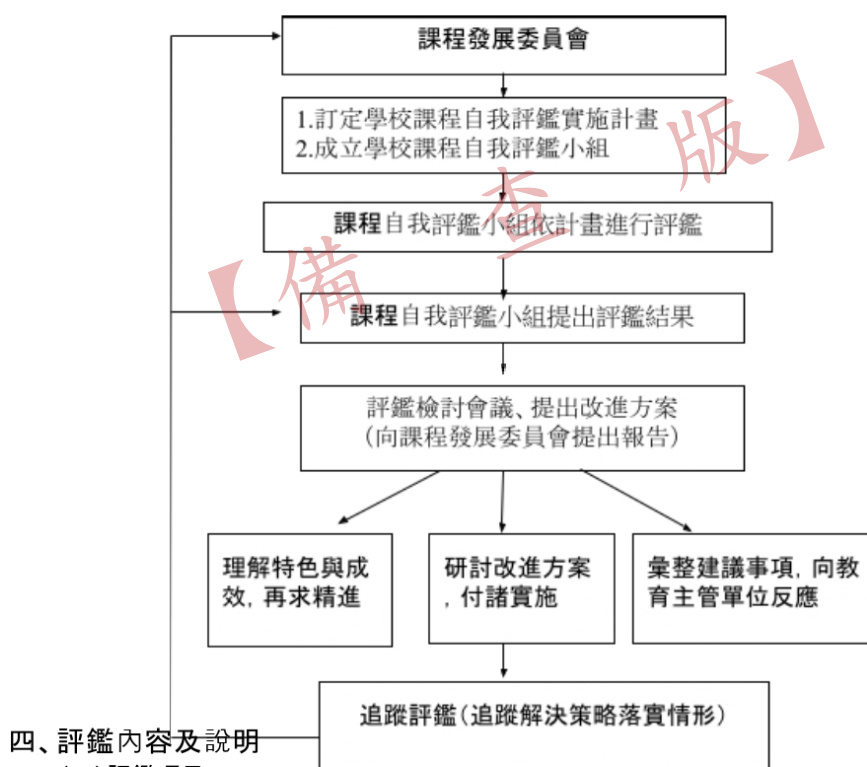 課程發展委員會
1.訂定學校課程自我評鑑實施計畫
2.成立學校課程自我評鑑小組
課程自我評鑑小組依計畫進行評鑑
課程自我評鑑小組提出評鑑結果
評鑑檢討會議、提出改進方案
(向課程發展委員會提出報告)
理解特色與成
效,再求精進
研討改進方案
,付諸實施
彙整建議事項,向教
育主管單位反應
追蹤評鑑(追蹤解決策略落實情形)
四、評鑑內容及說明
【備查版】